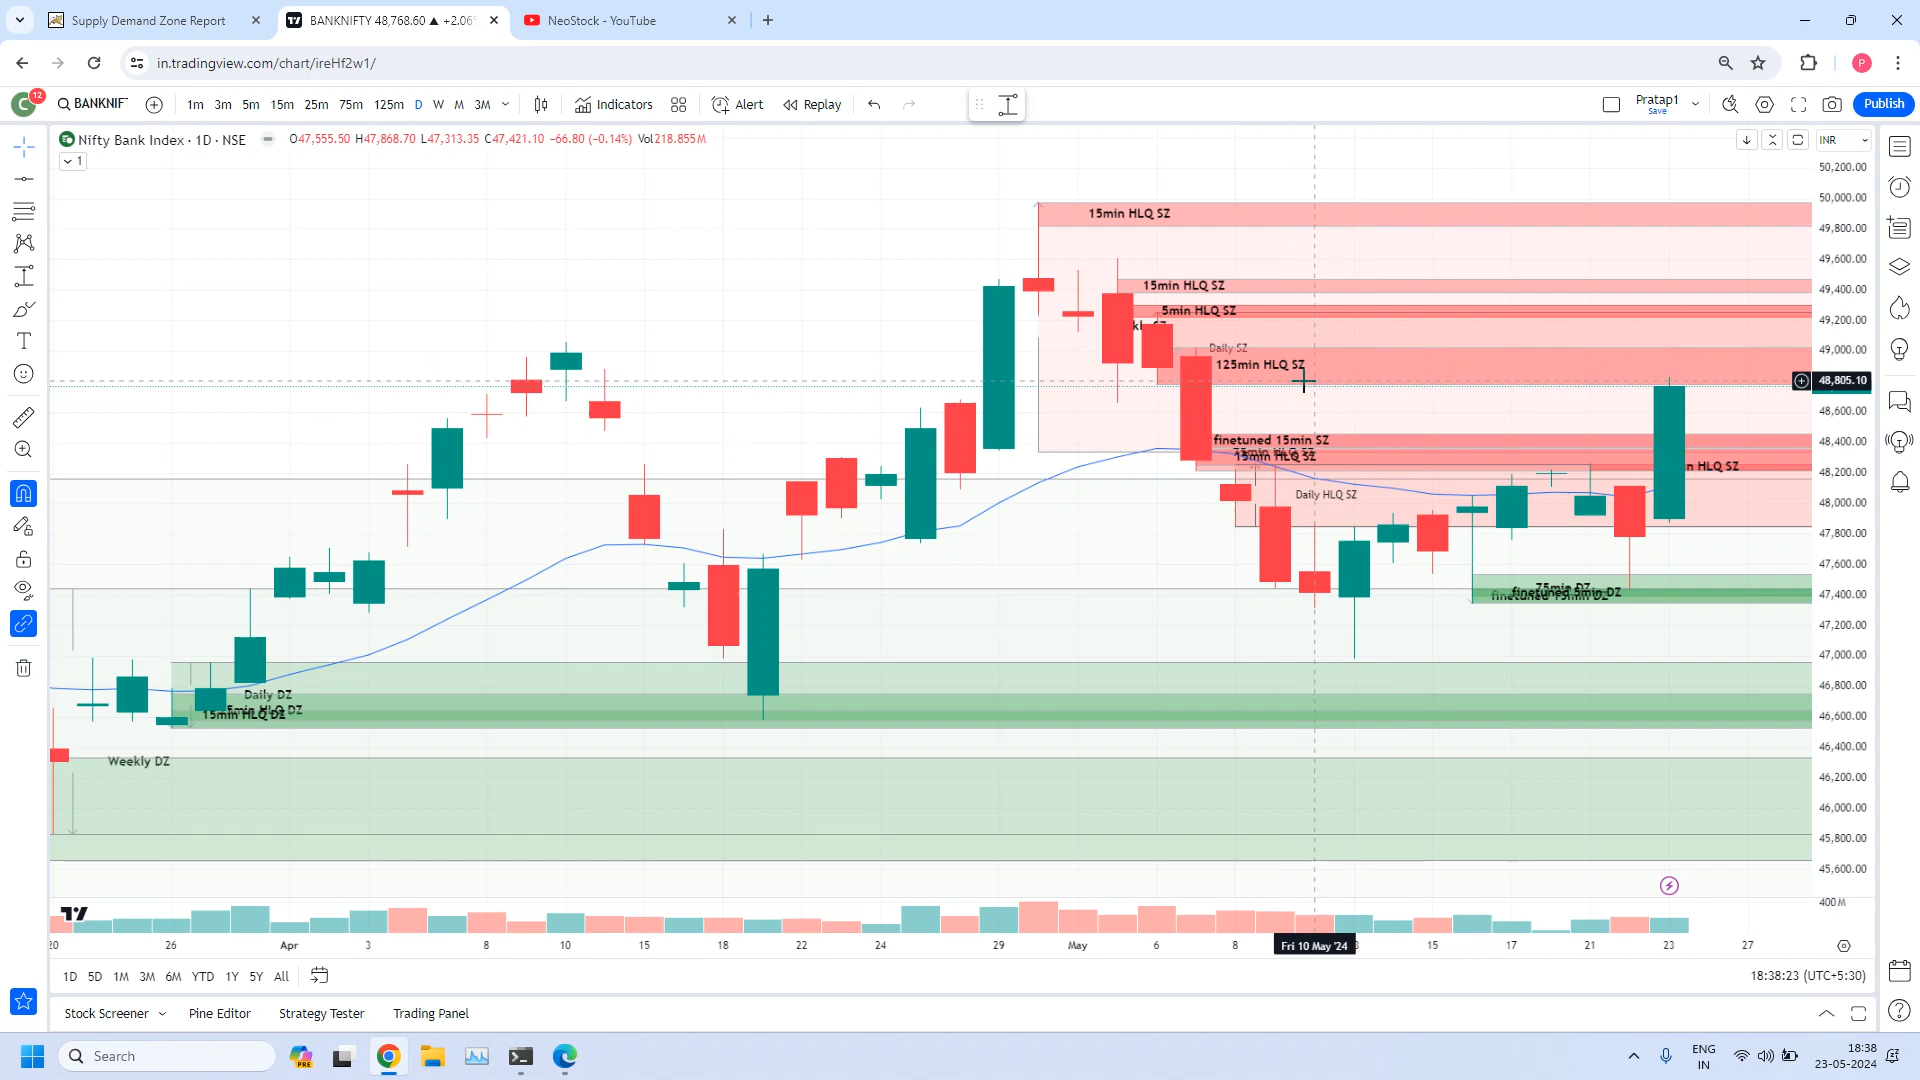 Supply Demand Zone Report
BANKNIFTY 48,768.60 ▲ +2.06%
NeoStock - YouTube
in.tradingview.com/chart/ireHf2w1/
P
C
12
BANKNIF
1m 3m 5m 15m 25m 75m 125m D W M 3M
Indicators
Alert
Replay
Pratap1
Save
Publish
Nifty Bank Index · 1D · NSE
O47,555.50 H47,868.70 L47,313.35 C47,421.10 −66.80 (−0.14%) Vol218.855M
1
INR
50,200.00
50,000.00
49,800.00
49,600.00
49,400.00
49,200.00
49,000.00
48,805.10
48,600.00
48,400.00
48,200.00
48,000.00
47,800.00
47,600.00
47,400.00
47,200.00
47,000.00
46,800.00
46,600.00
46,400.00
46,200.00
46,000.00
45,800.00
45,600.00
400M
15min HLQ SZ
15min HLQ SZ
5min HLQ SZ
Daily SZ
125min HLQ SZ
finetuned 15min SZ
15min HLQ SZ
n HLQ SZ
Daily HLQ SZ
75min DZ
finetuned 5min DZ
Daily DZ
15min HLQ DZ
Weekly DZ
20 26 Apr 3 8 10 15 18 22 24 29 May 6 8 Fri 10 May '24 3 15 17 21 23 27
1D 5D 1M 3M 6M YTD 1Y 5Y All
18:38:23 (UTC+5:30)
Stock Screener Pine Editor Strategy Tester Trading Panel
Search
PRE
ENG
IN
18:38
23-05-2024